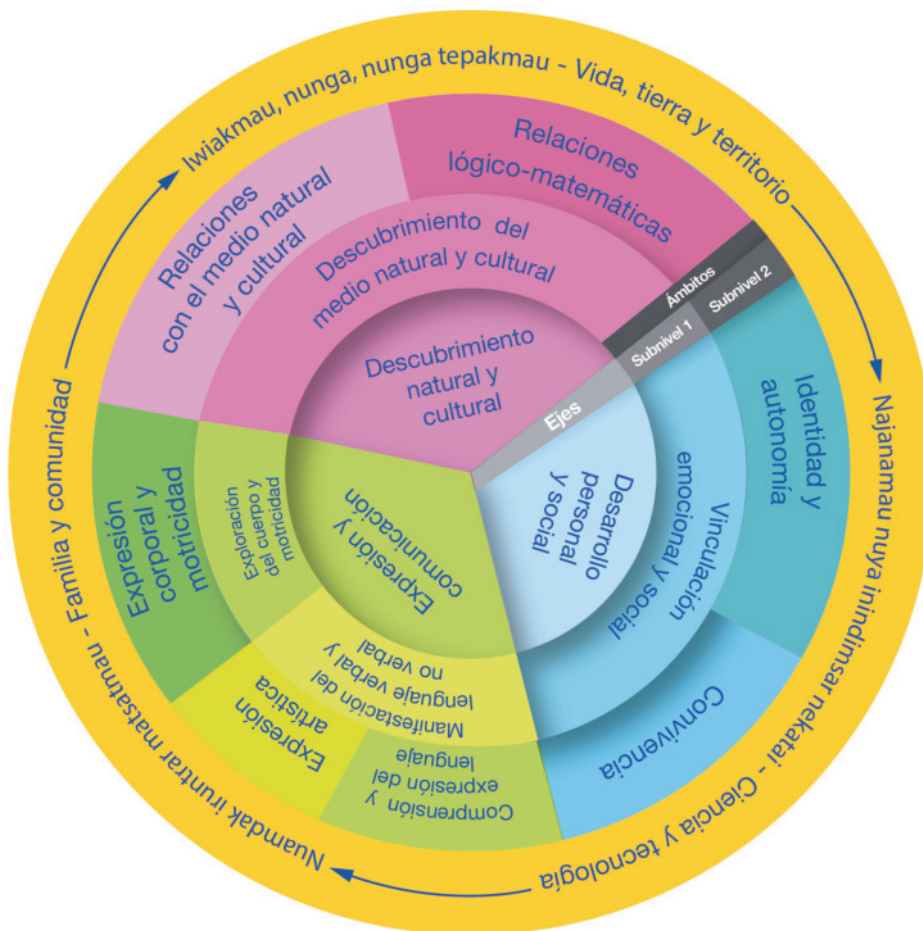 Iwiakmau, nunga, nunga tepakmau - Vida, tierra y territorio
Najanamau nuya inindimsar nekatai - Ciencia y tecnología
Nuamdak iruntrar matsatmau - Familia y comunidad
Relaciones
lógico-matemáticas
Relaciones
con el medio natural
y cultural
Descubrimiento del
medio natural y cultural
Descubrimiento
natural y
cultural
Ámbitos
Subnivel 2
Subnivel 1
Ejes
Identidad y
autonomía
Vinculación
emocional y social
Desarrollo
personal
y social
Convivencia
Expresión y
comunicación
Exploración
del cuerpo y
motricidad
Expresión
corporal y
motricidad
Manifestación del
lenguaje verbal y
no verbal
Expresión
artística
Comprensión y
expresión del
lenguaje